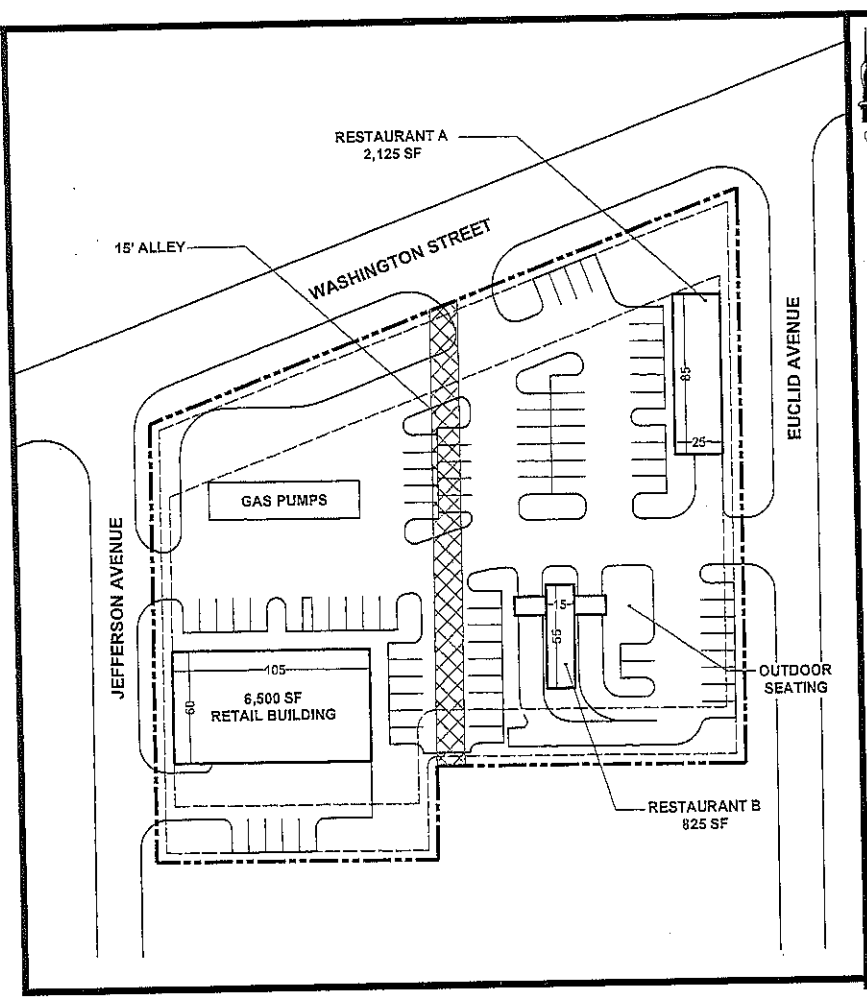 RESTAURANT A
2,125 SF
15' ALLEY
WASHINGTON STREET
EUCLID AVENUE
85
25
GAS PUMPS
JEFFERSON AVENUE
15
55
105
60
6,500 SF
RETAIL BUILDING
OUTDOOR
SEATING
RESTAURANT B
825 SF